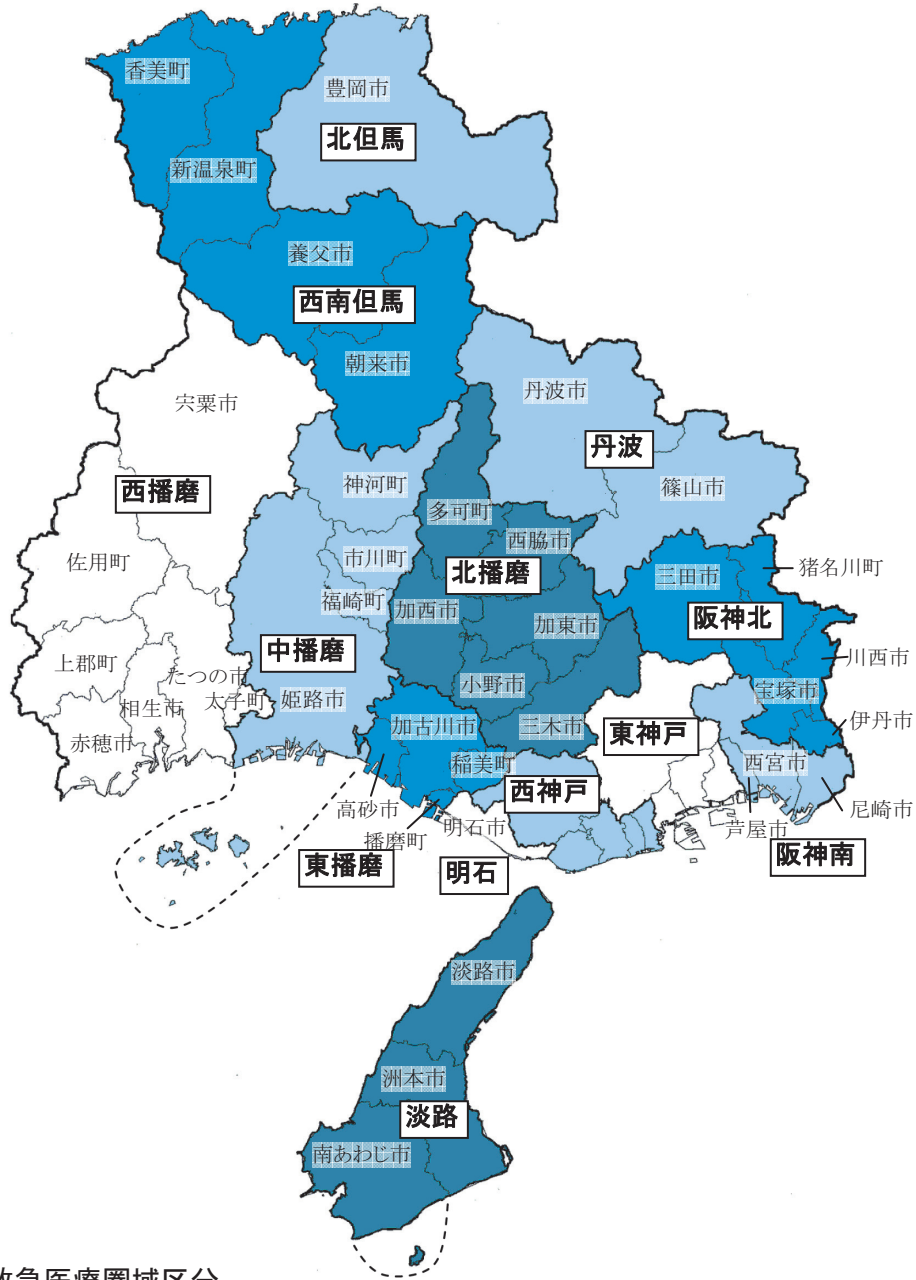 香美町
豊岡市
北但馬
新温泉町
養父市
西南但馬
朝来市
宍粟市
丹波市
丹波
篠山市
神河町
西播磨
多可町
西脇市
市川町
北播磨
佐用町
三田市
猪名川町
福崎町
加西市
加東市
阪神北
中播磨
上郡町
たつの市
川西市
小野市
宝塚市
姫路市
太子町
相生市
加古川市
三木市
東神戸
伊丹市
赤穂市
稲美町
西宮市
西神戸
高砂市
尼崎市
明石市
芦屋市
播磨町
東播磨
明石
阪神南
淡路市
洲本市
淡路
南あわじ市
救急医療圏域区分